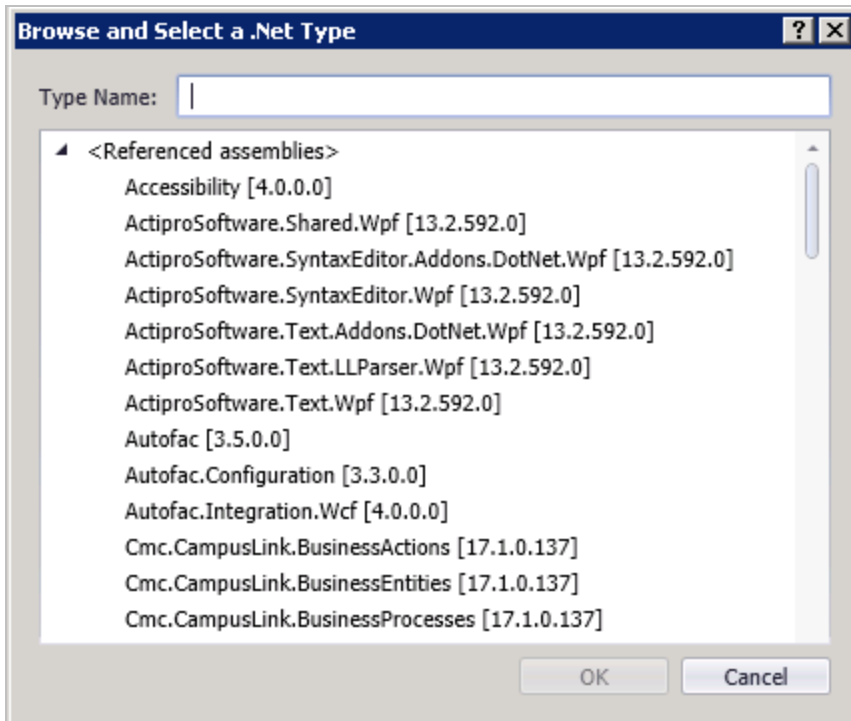 Browse and Select a .Net Type
? X
Type Name:
<Referenced assemblies>
Accessibility [4.0.0.0]
ActiproSoftware.Shared.Wpf [13.2.592.0]
ActiproSoftware.SyntaxEditor.Addons.DotNet.Wpf [13.2.592.0]
ActiproSoftware.SyntaxEditor.Wpf [13.2.592.0]
ActiproSoftware.Text.Addons.DotNet.Wpf [13.2.592.0]
ActiproSoftware.Text.LLParser.Wpf [13.2.592.0]
ActiproSoftware.Text.Wpf [13.2.592.0]
Autofac [3.5.0.0]
Autofac.Configuration [3.3.0.0]
Autofac.Integration.Wcf [4.0.0.0]
Cmc.CampusLink.BusinessActions [17.1.0.137]
Cmc.CampusLink.BusinessEntities [17.1.0.137]
Cmc.CampusLink.BusinessProcesses [17.1.0.137]
OK Cancel